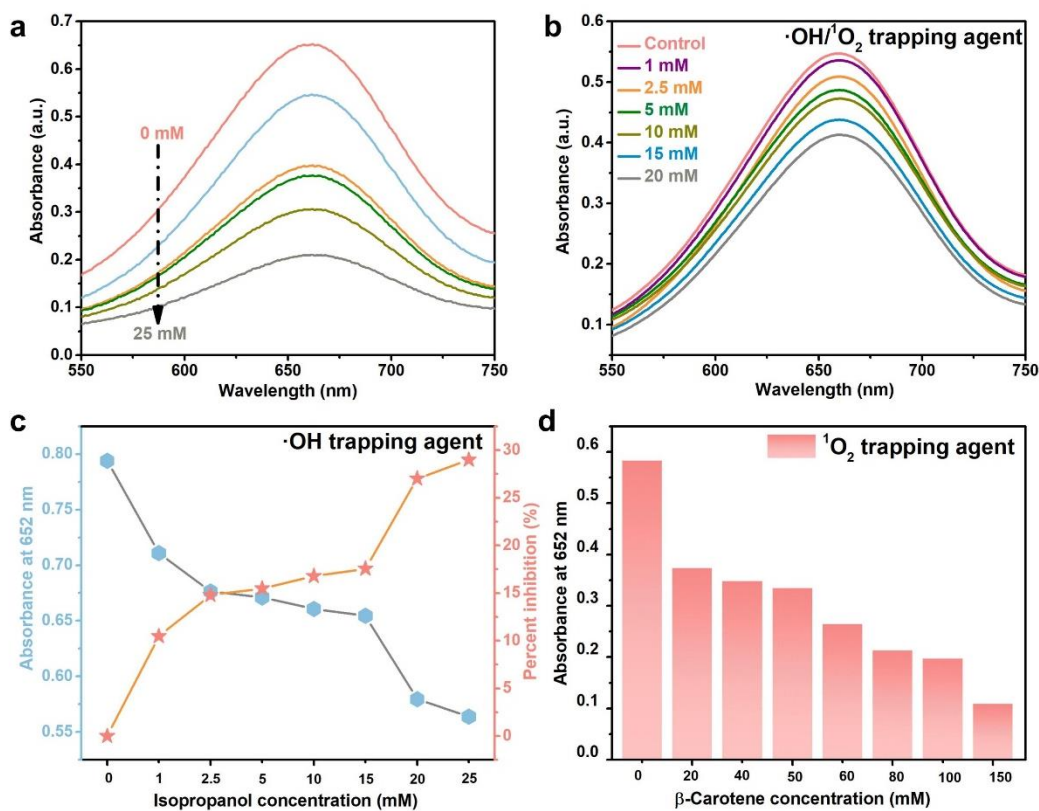 a
0.7
0.6
0.5
0.4
0.3
0.2
0.1
0.0
Absorbance (a.u.)
0 mM
25 mM
550 600 650 700 750
Wavelength (nm)
b
·OH/¹O₂ trapping agent
Control
1 mM
2.5 mM
5 mM
10 mM
15 mM
20 mM
0.5
0.4
0.3
0.2
0.1
Absorbance (a.u.)
550 600 650 700 750
Wavelength (nm)
c
·OH trapping agent
0.80
0.75
0.70
0.65
0.60
0.55
Absorbance at 652 nm
30
25
20
15
10
5
0
Percent inhibition (%)
0 1 2.5 5 10 15 20 25
Isopropanol concentration (mM)
d
¹O₂ trapping agent
0.6
0.5
0.4
0.3
0.2
0.1
0.0
Absorbance at 652 nm
0 20 40 50 60 80 100 150
β-Carotene concentration (mM)